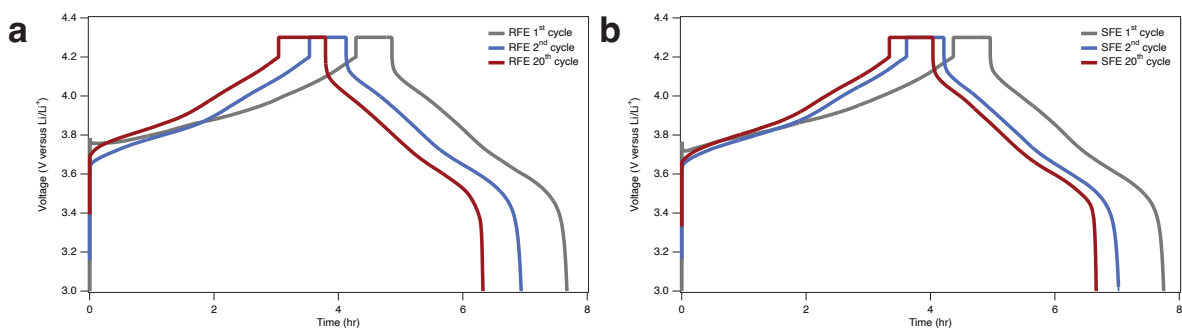 a
4.4
4.2
4.0
3.8
3.6
3.4
3.2
3.0
Voltage (V versus Li/Li⁺)
RFE 1ˢᵗ cycle
RFE 2ⁿᵈ cycle
RFE 20ᵗʰ cycle
0 2 4 6 8
Time (hr)
b
4.4
4.2
4.0
3.8
3.6
3.4
3.2
3.0
Voltage (V versus Li/Li⁺)
SFE 1ˢᵗ cycle
SFE 2ⁿᵈ cycle
SFE 20ᵗʰ cycle
0 2 4 6 8
Time (hr)